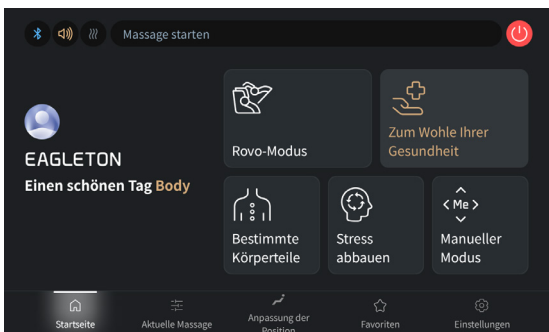 Massage starten
EAGLETON
Einen schönen Tag Body
Rovo-Modus
Zum Wohle Ihrer
Gesundheit
Bestimmte
Körperteile
Stress
abbauen
Me
Manueller
Modus
Startseite
Aktuelle Massage
Anpassung der
Position
Favoriten
Einstellungen